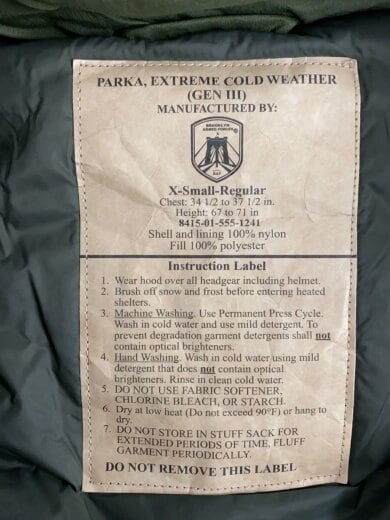 PARKA, EXTREME COLD WEATHER
(GEN III)
MANUFACTURED BY:
BROOKLYN
ARMED FORCES
X-Small-Regular
Chest: 34 1/2 to 37 1/2 in.
Height: 67 to 71 in
8415-01-555-1241
Shell and lining 100% nylon
Fill 100% polyester
Instruction Label
1. Wear hood over all headgear including helmet.
2. Brush off snow and frost before entering heated
shelters.
3. Machine Washing. Use Permanent Press Cycle.
Wash in cold water and use mild detergent. To
prevent degradation garment detergents shall not
contain optical brighteners.
4. Hand Washing. Wash in cold water using mild
detergent that does not contain optical
brighteners. Rinse in clean cold water.
5. DO NOT USE FABRIC SOFTENER,
CHLORINE BLEACH, OR STARCH.
6. Dry at low heat (Do not exceed 90°F) or hang to
dry.
7. DO NOT STORE IN STUFF SACK FOR
EXTENDED PERIODS OF TIME, FLUFF
GARMENT PERIODICALLY.
DO NOT REMOVE THIS LABEL